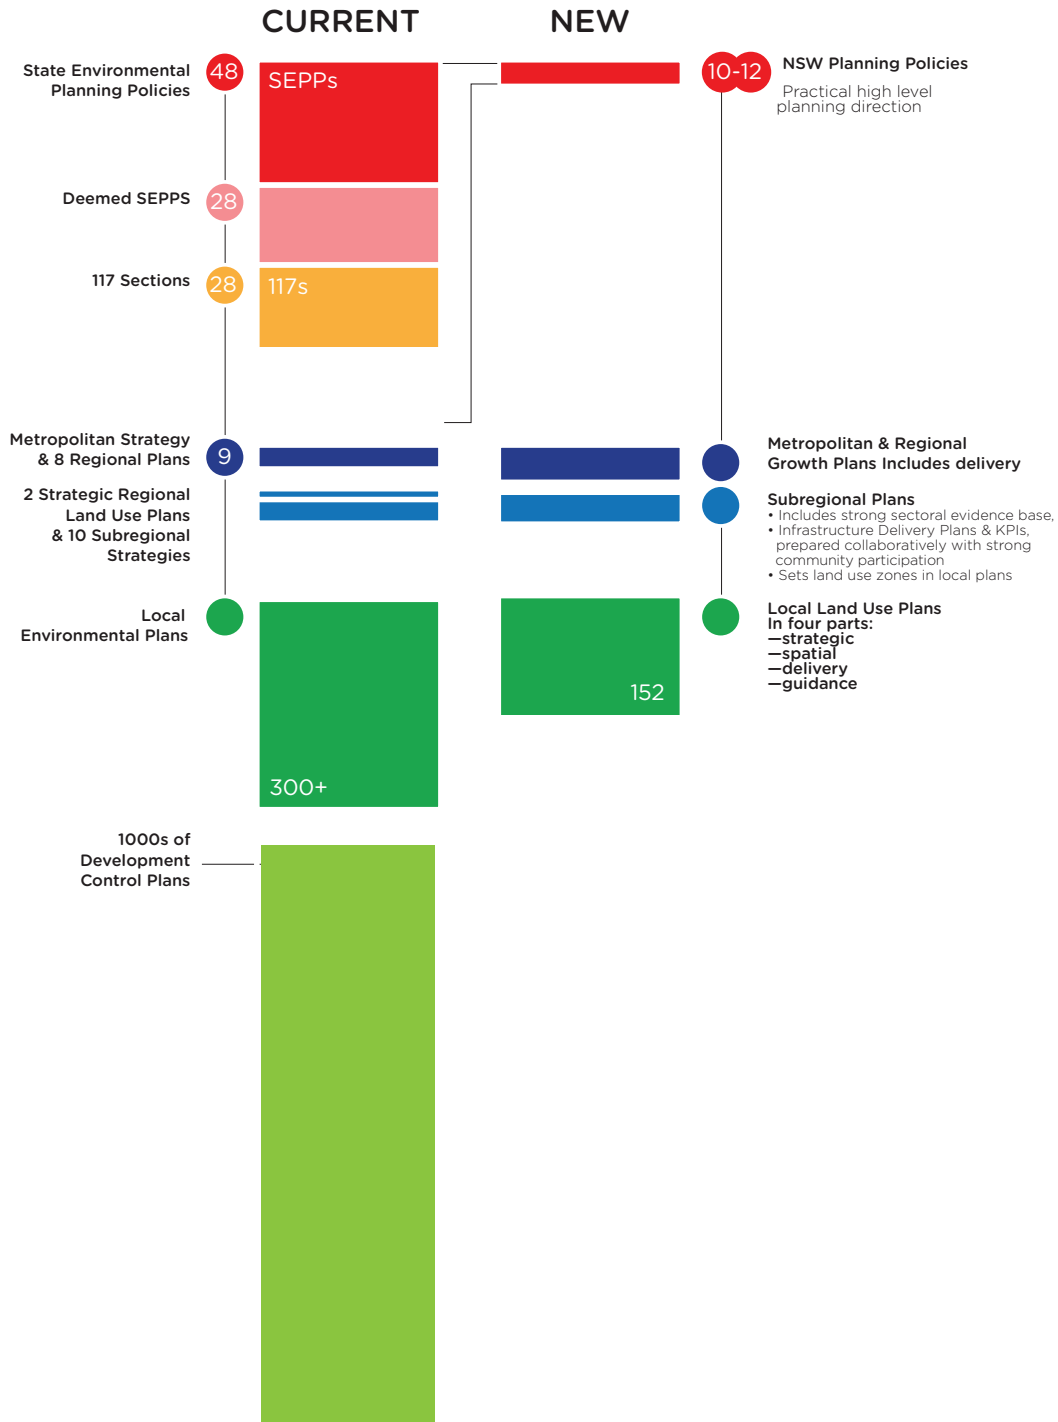 CURRENT
NEW
State Environmental
Planning Policies
48
SEPPs
10-12
NSW Planning Policies
Practical high level
planning direction
Deemed SEPPS
28
117 Sections
28
117s
Metropolitan Strategy
& 8 Regional Plans
9
Metropolitan & Regional
Growth Plans Includes delivery
2 Strategic Regional
Land Use Plans
& 10 Subregional
Strategies
Subregional Plans
• Includes strong sectoral evidence base,
• Infrastructure Delivery Plans & KPIs,
prepared collaboratively with strong
community participation
• Sets land use zones in local plans
Local
Environmental Plans
300+
152
Local Land Use Plans
In four parts:
—strategic
—spatial
—delivery
—guidance
1000s of
Development
Control Plans